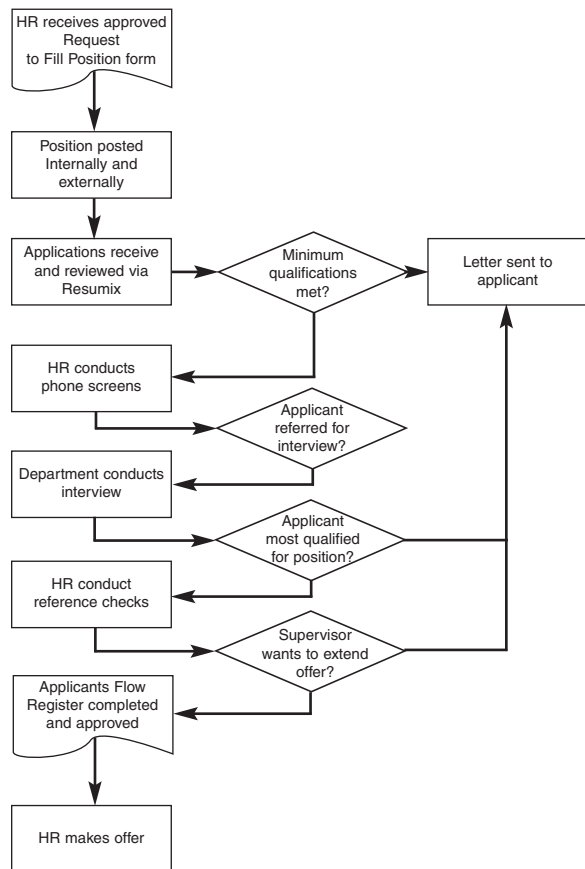 HR receives approved
Request
to Fill Position form
Position posted
Internally and
externally
Applications receive
and reviewed via
Resumix
Minimum
qualifications
met?
Letter sent to
applicant
HR conducts
phone screens
Applicant
referred for
interview?
Department conducts
interview
Applicant
most qualified
for position?
HR conduct
reference checks
Supervisor
wants to extend
offer?
Applicants Flow
Register completed
and approved
HR makes offer